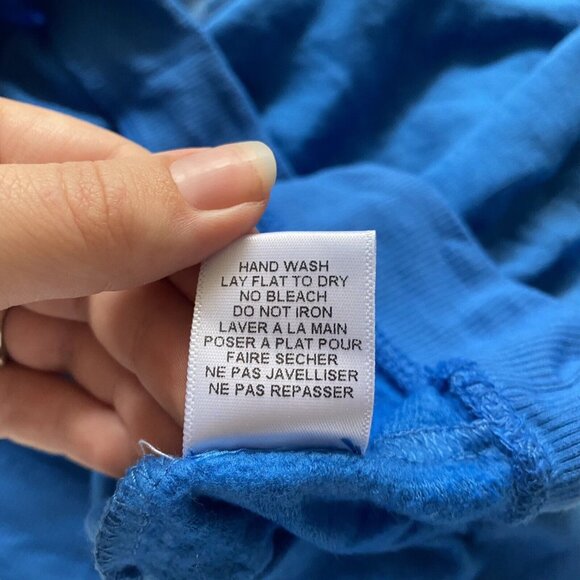 HAND WASH
LAY FLAT TO DRY
NO BLEACH
DO NOT IRON
LAVER A LA MAIN
POSER A PLAT POUR
FAIRE SECHER
NE PAS JAVELLISER
NE PAS REPASSER